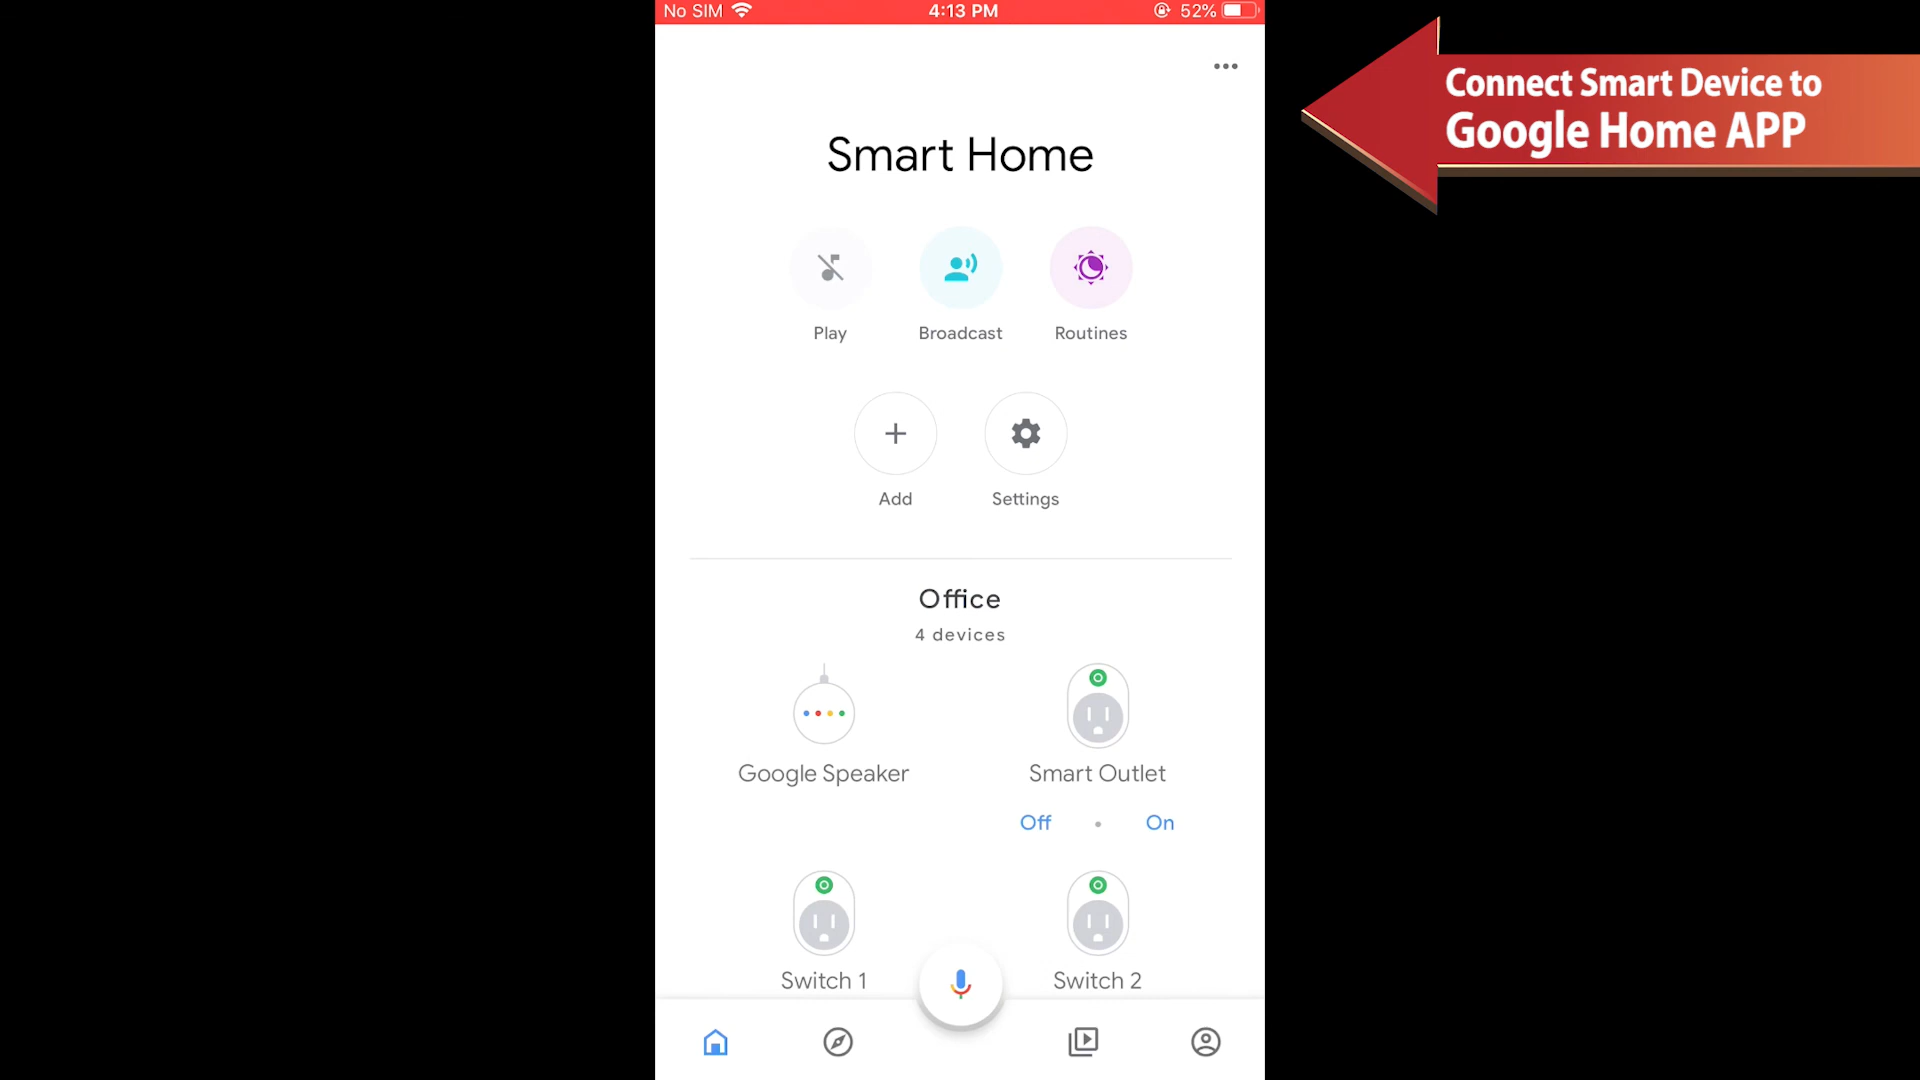 No SIM 4:13 PM 52%
Connect Smart Device to
Google Home APP
Smart Home
Play Broadcast Routines
Add Settings
Office
4 devices
Google Speaker Smart Outlet
Off • On
Switch 1 Switch 2